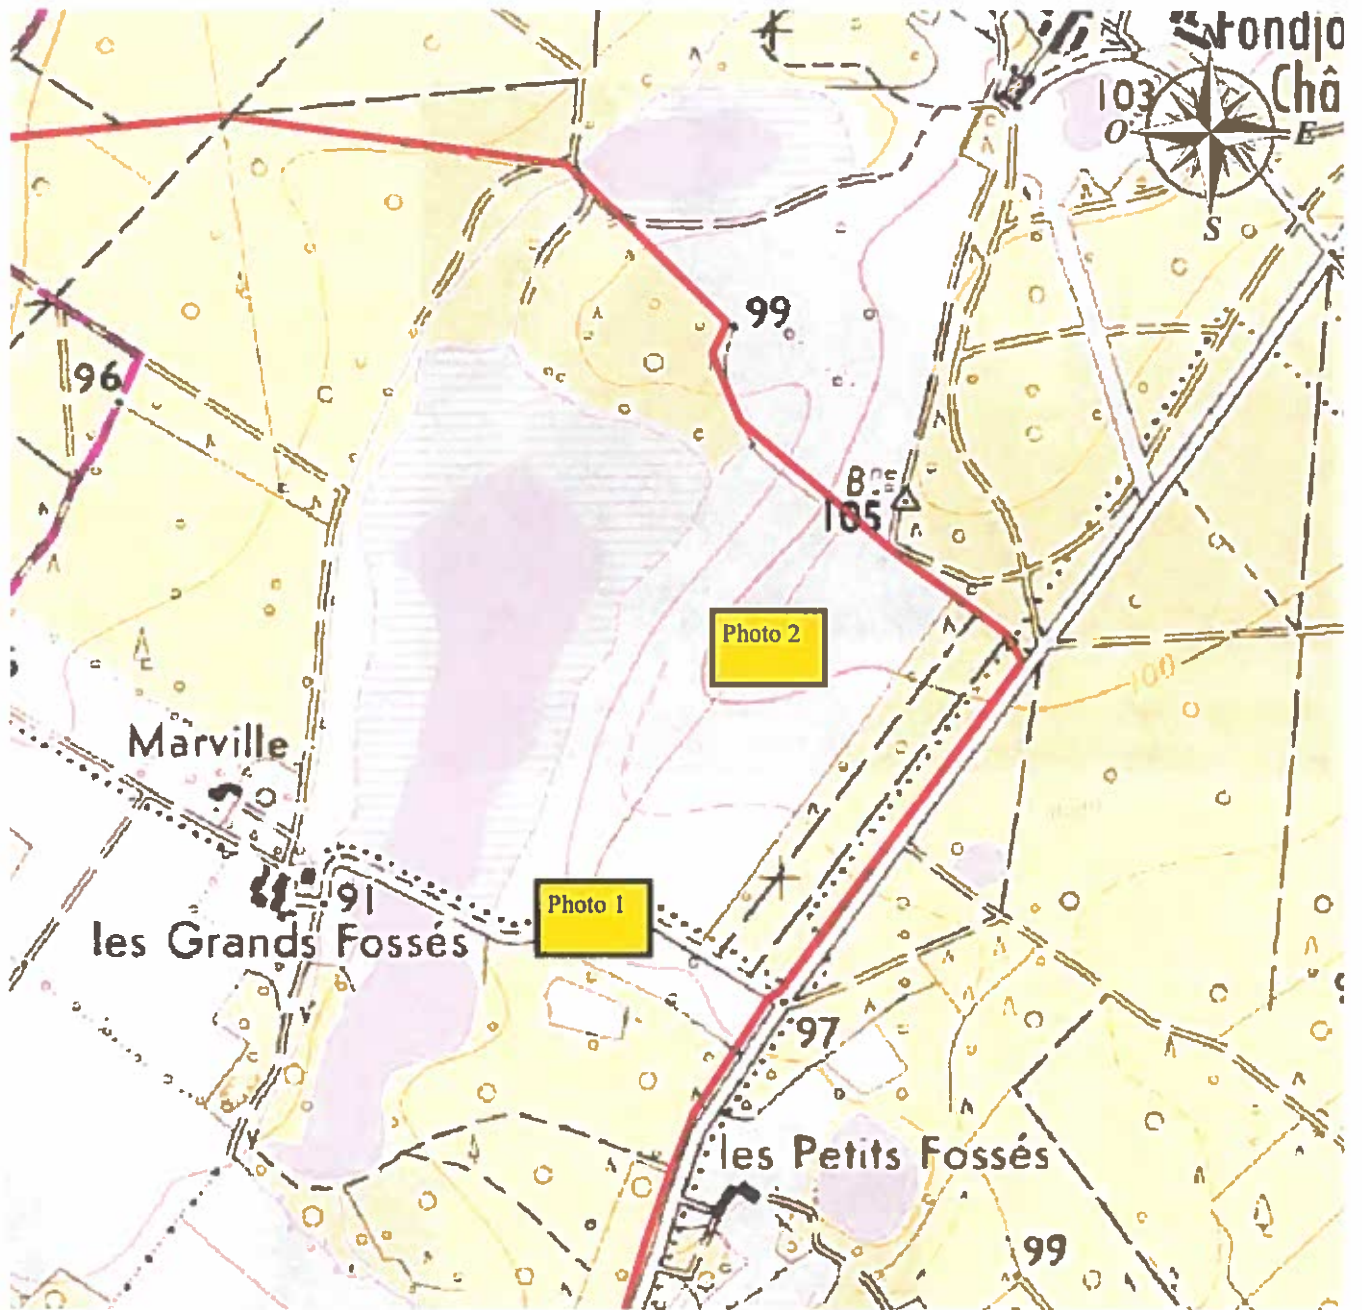 Fondjo
103
Châ
N
O
E
S
99
96
B.
105
Photo 2
100
Marville
Photo 1
91
les Grands Fossés
97
les Petits Fossés
99